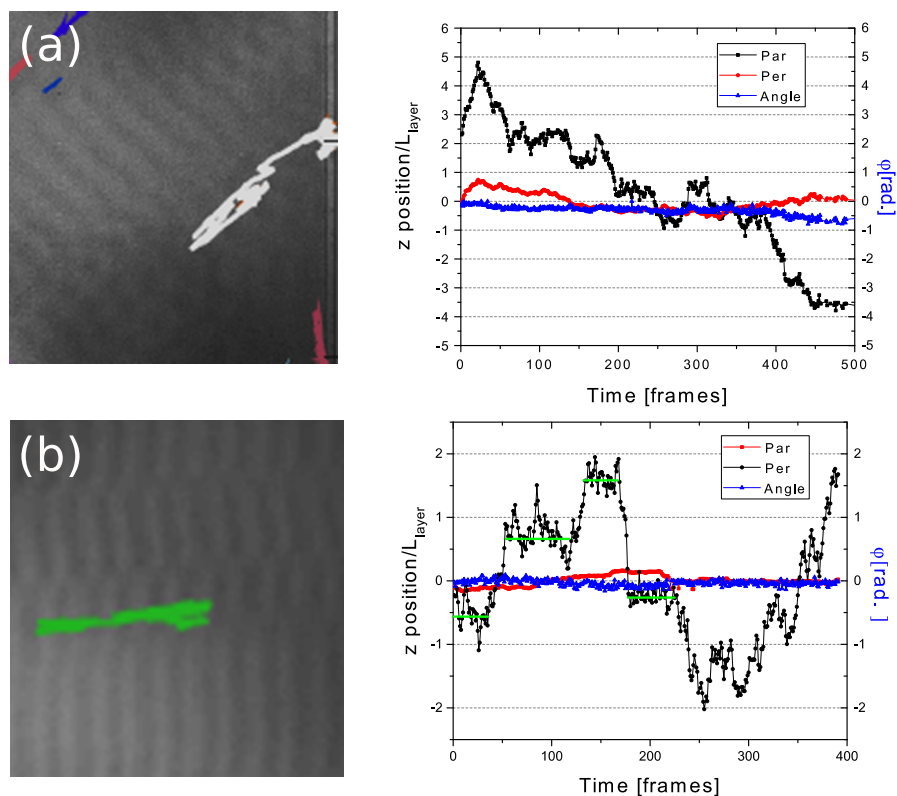 (a)
6
5
4
3
2
1
0
-1
-2
-3
-4
-5
z position/L_layer
Par
Per
Angle
6
5
4
3
2
1
0
-1
-2
-3
-4
-5
φ[rad.]
0 100 200 300 400 500
Time [frames]
(b)
2
1
0
-1
-2
z position/L_layer
Par
Per
Angle
2
1
0
-1
-2
φ[rad.]
0 100 200 300 400
Time [frames]